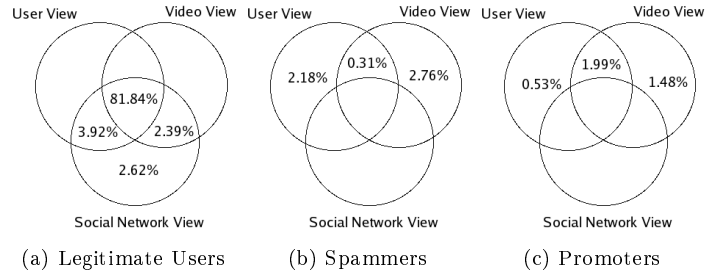 User View Video View
81.84%
3.92% 2.39%
2.62%
Social Network View
(a) Legitimate Users
User View Video View
0.31%
2.18% 2.76%
Social Network View
(b) Spammers
User View Video View
1.99%
0.53% 1.48%
Social Network View
(c) Promoters